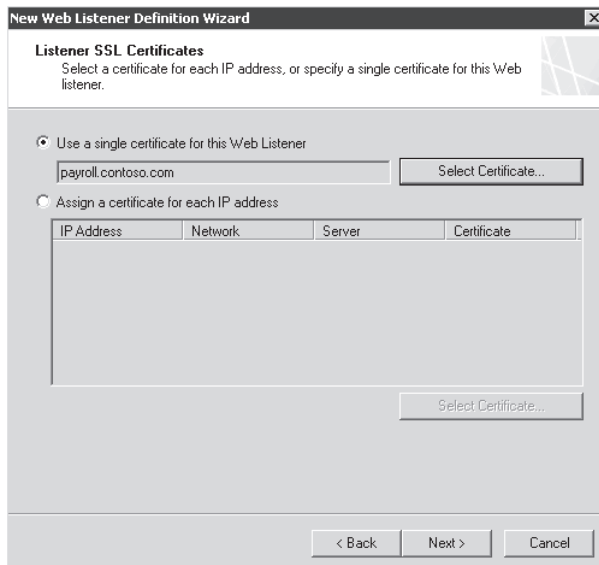 New Web Listener Definition Wizard
Listener SSL Certificates
Select a certificate for each IP address, or specify a single certificate for this Web
listener.
Use a single certificate for this Web Listener
payroll.contoso.com
Select Certificate...
Assign a certificate for each IP address
IP Address Network Server Certificate
Select Certificate...
< Back Next > Cancel